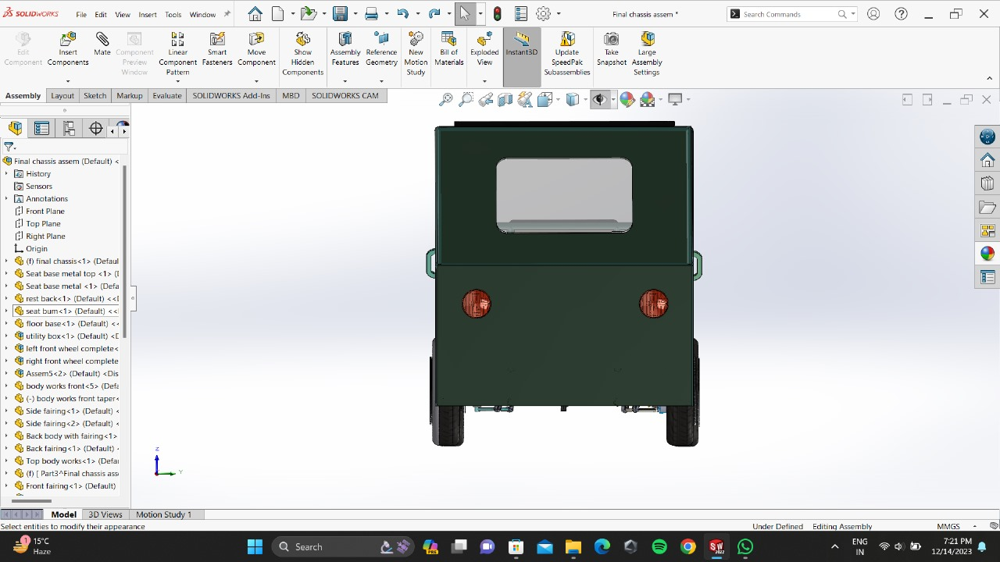 SOLIDWORKS File Edit View Insert Tools Window Final chassis assem * Search Commands
Edit Component
Insert Components
Mate
Component Preview Window
Linear Component Pattern
Smart Fasteners
Move Component
Show Hidden Components
Assembly Features
Reference Geometry
New Motion Study
Bill of Materials
Exploded View
Instant3D
Update SpeedPak Subassemblies
Take Snapshot
Large Assembly Settings
Assembly Layout Sketch Markup Evaluate SOLIDWORKS Add-Ins MBD SOLIDWORKS CAM
Final chassis assem (Default) <
History
Sensors
Annotations
Front Plane
Top Plane
Right Plane
Origin
(f) final chassis<1> (Defaul
Seat base metal top <1> (D
Seat base metal <1> (Defa
rest back<1> (Default) <<D
seat bum<1> (Default) <<
floor base<1> (Default) <<
utility box<1> (Default) <D
left front wheel complete<
right front wheel complete
Assem5<2> (Default) <Dis
body works front<5> (Defa
(-) body works front taper<
Side fairing<1> (Default) <
Side fairing<2> (Default) <
Back body with fairing<1>
Back fairing<1> (Default) <
Top body works<1> (Defau
(f) [ Part3^Final chassis ass
Front fairing<1> (Default)
Z
Y
Model 3D Views Motion Study 1
Select entities to modify their appearance Under Defined Editing Assembly MMGS
1 15°C
Haze
Search
PRE
SW
2022
ENG
IN
7:21 PM
12/14/2023